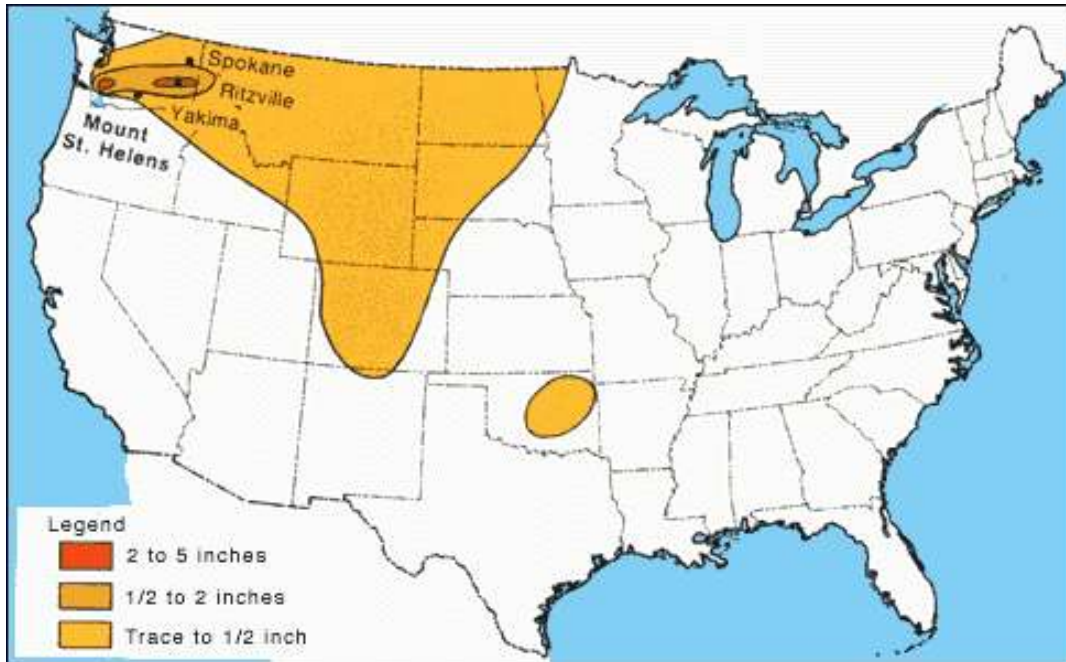 Spokane
Ritzville
Yakima
Mount
St. Helens
Legend
2 to 5 inches
1/2 to 2 inches
Trace to 1/2 inch